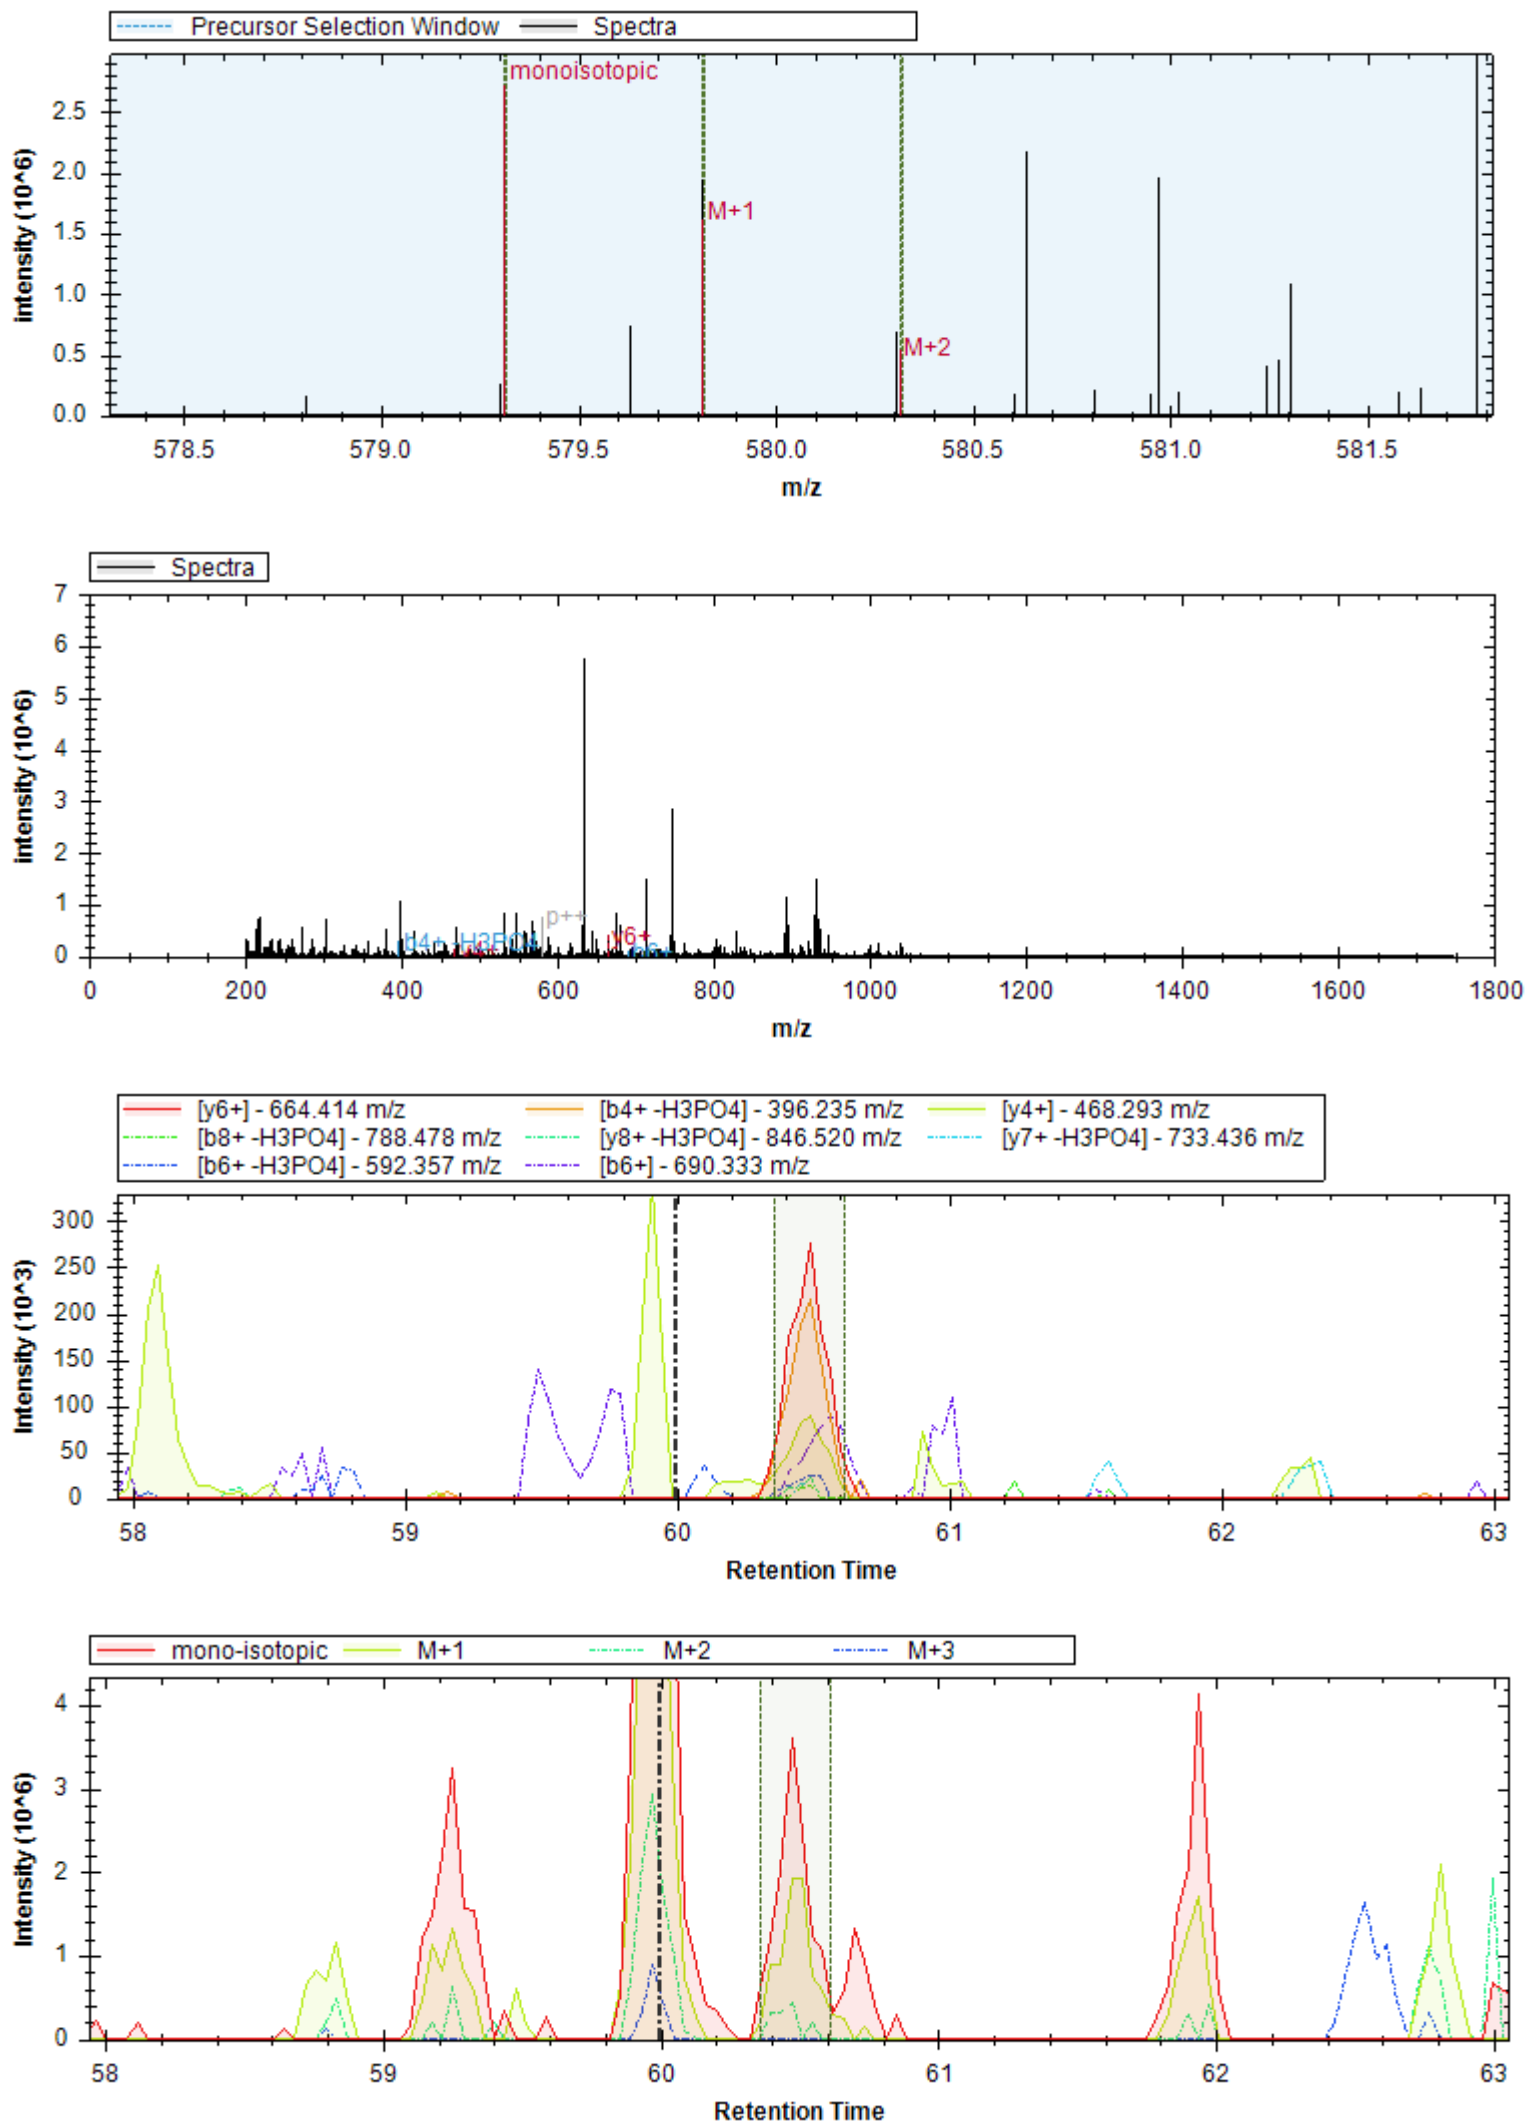 Precursor Selection Window Spectra
monoisotopic
M+1
M+2
2.5
2.0
1.5
1.0
0.5
0.0
intensity (10^6)
578.5 579.0 579.5 580.0 580.5 581.0 581.5
m/z
Spectra
7
6
5
4
3
2
1
0
intensity (10^6)
p++
b4+ -H3PO4
y6+
b6+
0 200 400 600 800 1000 1200 1400 1600 1800
m/z
[y6+] - 664.414 m/z [b4+ -H3PO4] - 396.235 m/z [y4+] - 468.293 m/z
[b8+ -H3PO4] - 788.478 m/z [y8+ -H3PO4] - 846.520 m/z [y7+ -H3PO4] - 733.436 m/z
[b6+ -H3PO4] - 592.357 m/z [b6+] - 690.333 m/z
300
250
200
150
100
50
0
Intensity (10^3)
58 59 60 61 62 63
Retention Time
mono-isotopic M+1 M+2 M+3
4
3
2
1
0
Intensity (10^6)
58 59 60 61 62 63
Retention Time